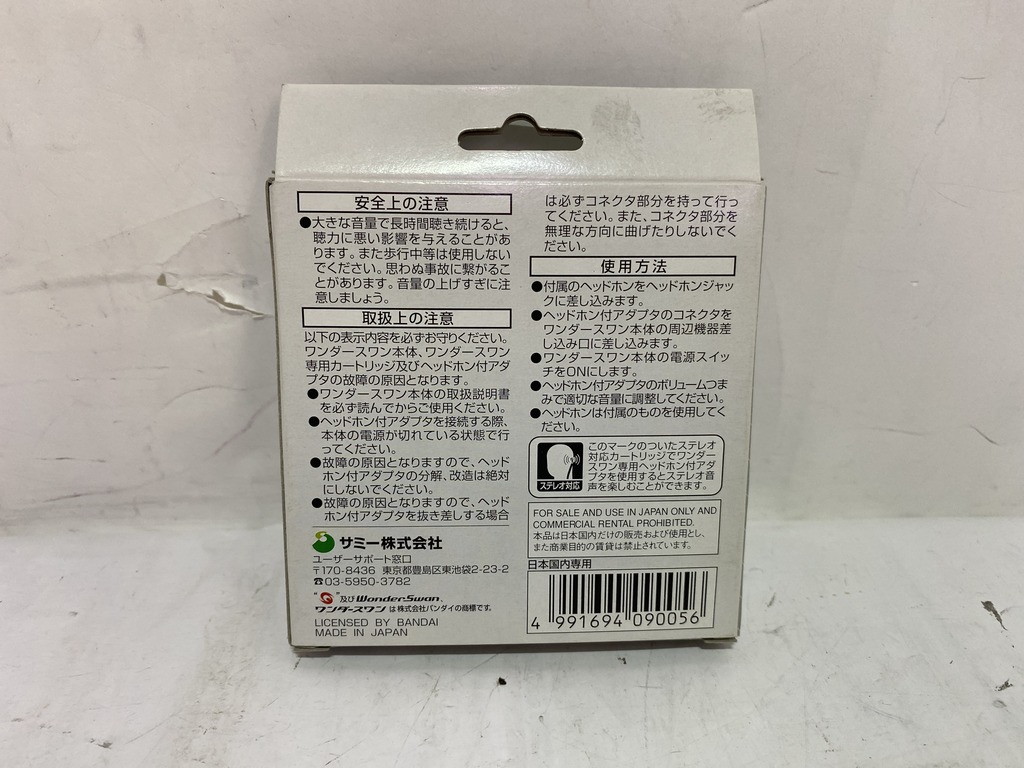 安全上の注意
●大きな音量で長時間聴き続けると、
聴力に悪い影響を与えることがあ
ります。また歩行中等は使用しない
でください。思わぬ事故に繋がるこ
とがあります。音量の上げすぎに注
意しましょう。
取扱上の注意
以下の表示内容を必ずお守りください。
ワンダースワン本体、ワンダースワン
専用カートリッジ及びヘッドホン付アダ
プタの故障の原因となります。
●ワンダースワン本体の取扱説明書
を必ず読んでからご使用ください。
●ヘッドホン付アダプタを接続する際、
本体の電源が切れている状態で行
ってください。
●故障の原因となりますので、ヘッド
ホン付アダプタの分解、改造は絶対
にしないでください。
●故障の原因となりますので、ヘッド
ホン付アダプタを抜き差しする場合
は必ずコネクタ部分を持って行っ
てください。また、コネクタ部分を
無理な方向に曲げたりしないでく
ださい。
使用方法
●付属のヘッドホンをヘッドホンジャッ
クに差し込みます。
●ヘッドホン付アダプタのコネクタを
ワンダースワン本体の周辺機器差
し込み口に差し込みます。
●ワンダースワン本体の電源スイッ
チをONにします。
●ヘッドホン付アダプタのボリュームつま
みで適切な音量に調整してください。
●ヘッドホンは付属のものを使用してく
ださい。
ステレオ対応
このマークのついたステレオ
対応カートリッジでワンダー
スワン専用ヘッドホン付アダ
プタを使用するとステレオ音
声を楽しむことができます。
FOR SALE AND USE IN JAPAN ONLY AND
COMMERCIAL RENTAL PROHIBITED.
本品は日本国内だけの販売および使用とし、
また商業目的の賃貸は禁止されています。
日本国内専用
4 991694 090056
サミー株式会社
ユーザーサポート窓口
〒170-8436 東京都豊島区東池袋2-23-2
☎03-5950-3782
" "及びWonderSwan、
ワンダースワンは株式会社バンダイの商標です。
LICENSED BY BANDAI
MADE IN JAPAN